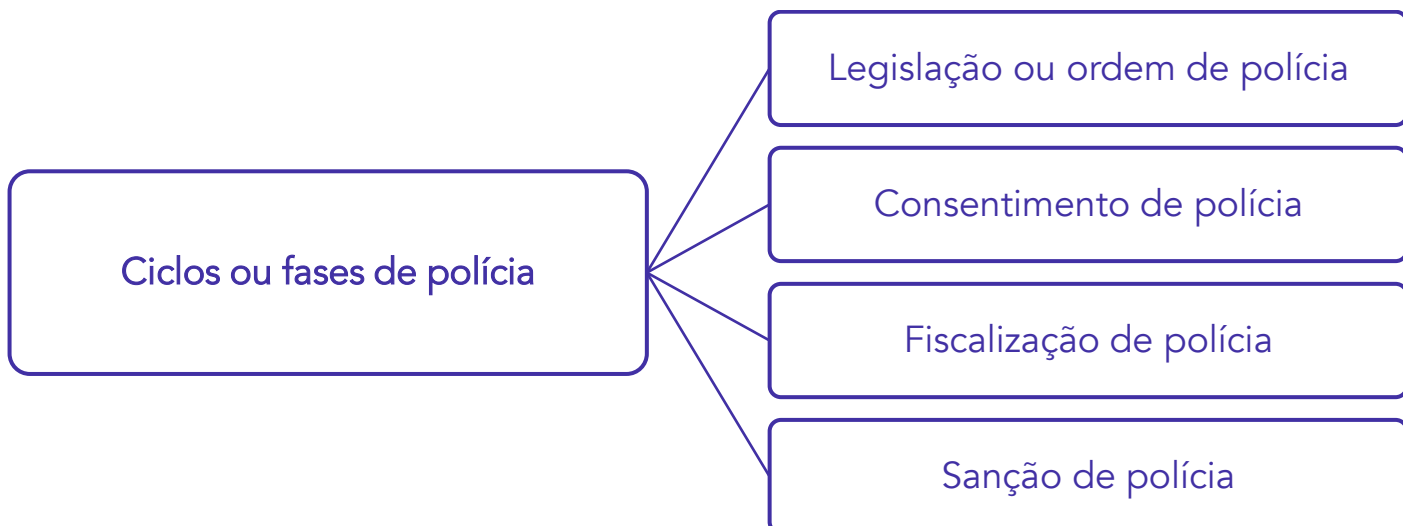 Ciclos ou fases de polícia
Legislação ou ordem de polícia
Consentimento de polícia
Fiscalização de polícia
Sanção de polícia